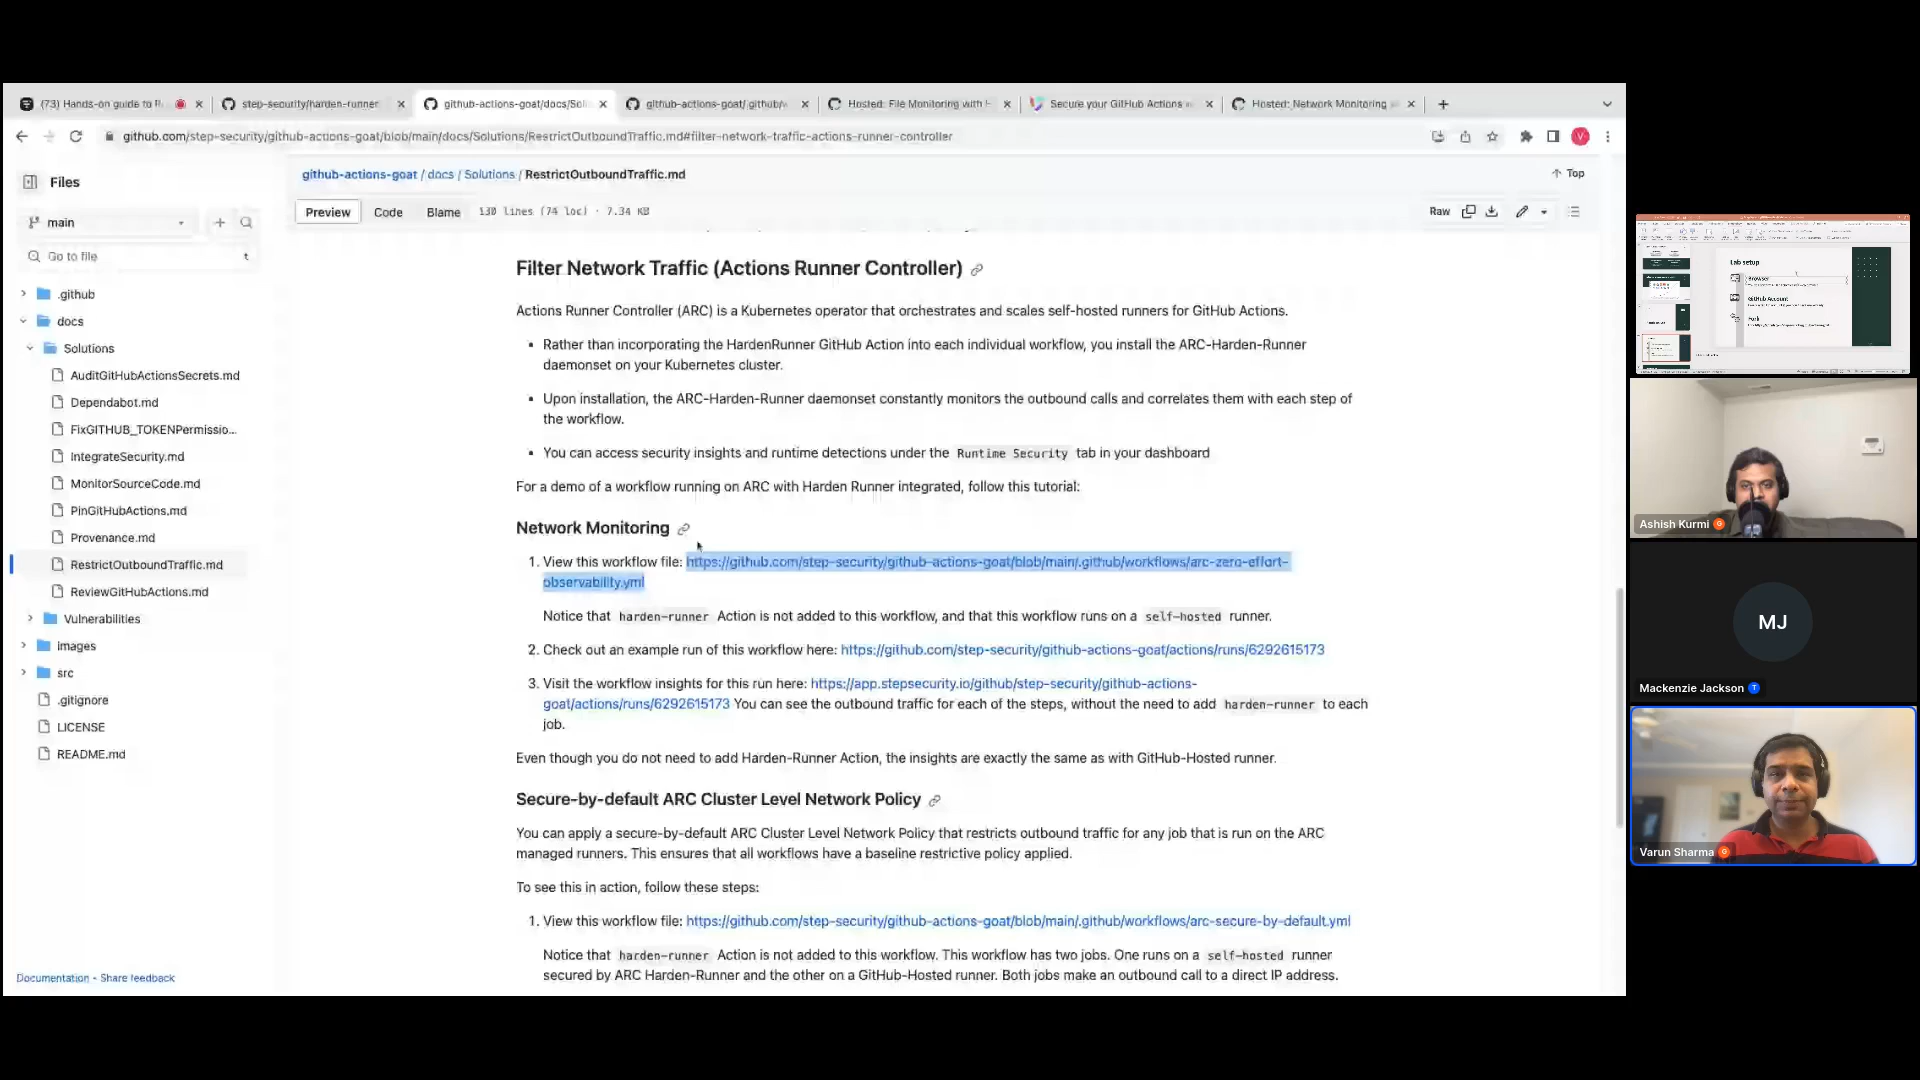 (73) Hands-on guide to R
step-security/harden-runner
github-actions-goat/docs/Solu
github-actions-goat/.github/v
Hosted: File Monitoring with H
Secure your GitHub Actions
Hosted: Network Monitoring
github.com/step-security/github-actions-goat/blob/main/docs/Solutions/RestrictOutboundTraffic.md#filter-network-traffic-actions-runner-controller
V
Files
github-actions-goat / docs / Solutions / RestrictOutboundTraffic.md
Top
main
Preview
Code
Blame
130 lines (74 loc) · 7.34 KB
Raw
Go to file
t
.github
docs
Solutions
AuditGitHubActionsSecrets.md
Dependabot.md
FixGITHUB_TOKENPermissio...
IntegrateSecurity.md
MonitorSourceCode.md
PinGitHubActions.md
Provenance.md
RestrictOutboundTraffic.md
ReviewGitHubActions.md
Vulnerabilities
images
src
.gitignore
LICENSE
README.md
Documentation • Share feedback
Filter Network Traffic (Actions Runner Controller)
Actions Runner Controller (ARC) is a Kubernetes operator that orchestrates and scales self-hosted runners for GitHub Actions.
• Rather than incorporating the HardenRunner GitHub Action into each individual workflow, you install the ARC-Harden-Runner
daemonset on your Kubernetes cluster.
• Upon installation, the ARC-Harden-Runner daemonset constantly monitors the outbound calls and correlates them with each step of
the workflow.
• You can access security insights and runtime detections under the Runtime Security tab in your dashboard
For a demo of a workflow running on ARC with Harden Runner integrated, follow this tutorial:
Network Monitoring
1. View this workflow file: https://github.com/step-security/github-actions-goat/blob/main/.github/workflows/arc-zero-effort-
observability.yml
Notice that harden-runner Action is not added to this workflow, and that this workflow runs on a self-hosted runner.
2. Check out an example run of this workflow here: https://github.com/step-security/github-actions-goat/actions/runs/6292615173
3. Visit the workflow insights for this run here: https://app.stepsecurity.io/github/step-security/github-actions-
goat/actions/runs/6292615173 You can see the outbound traffic for each of the steps, without the need to add harden-runner to each
job.
Even though you do not need to add Harden-Runner Action, the insights are exactly the same as with GitHub-Hosted runner.
Secure-by-default ARC Cluster Level Network Policy
You can apply a secure-by-default ARC Cluster Level Network Policy that restricts outbound traffic for any job that is run on the ARC
managed runners. This ensures that all workflows have a baseline restrictive policy applied.
To see this in action, follow these steps:
1. View this workflow file: https://github.com/step-security/github-actions-goat/blob/main/.github/workflows/arc-secure-by-default.yml
Notice that harden-runner Action is not added to this workflow. This workflow has two jobs. One runs on a self-hosted runner
secured by ARC Harden-Runner and the other on a GitHub-Hosted runner. Both jobs make an outbound call to a direct IP address.
Lab setup
Browser
GitHub Account
Fork
Ashish Kurmi G
MJ
Mackenzie Jackson T
Varun Sharma G